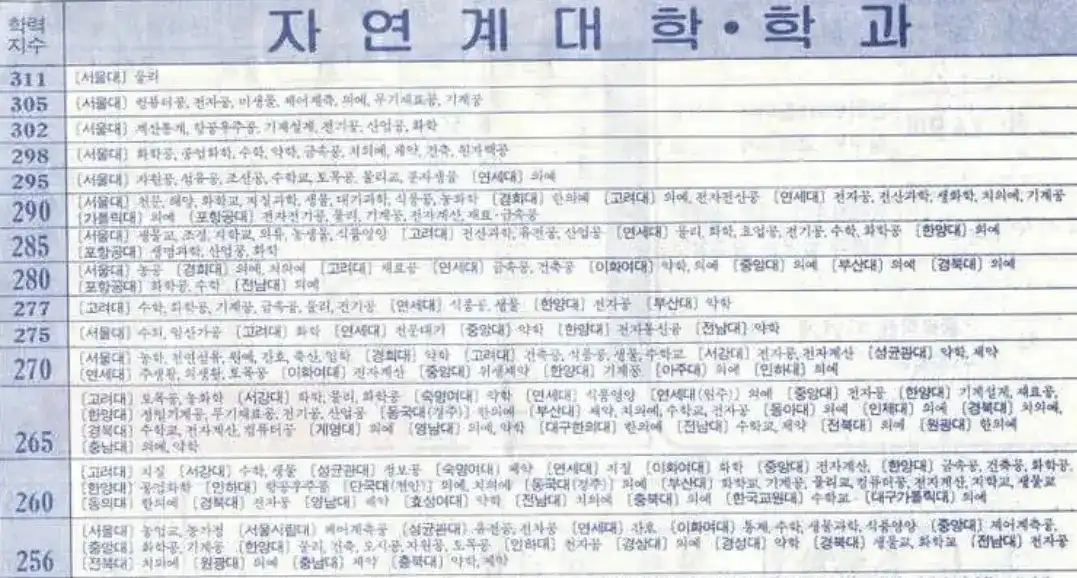 학력
지수
자연계대학·학과
311 [서울대] 물리
305 [서울대] 컴퓨터공, 전자공, 미생물, 제어계측, 의예, 무기재료공, 기계공
302 [서울대] 계산통계, 항공우주공, 기계설계, 전기공, 산업공, 화학
298 [서울대] 화학공, 공업화학, 수학, 약학, 금속공, 치의예, 제약, 건축, 원자핵공
295 [서울대] 자원공, 섬유공, 조선공, 수학교, 토목공, 물리교, 분자생물 [연세대] 의예
290 [서울대] 천문, 해양, 화학교, 지질과학, 생물, 대기과학, 식품공, 농화학 [경희대] 한의예 [고려대] 의예, 전자전산공 [연세대] 전자공, 전산과학, 생화학, 치의예, 기계공
[가톨릭대] 의예 [포항공대] 전자전기공, 물리, 기계공, 전자계산, 재료·금속공
285 [서울대] 생물교, 조경, 지학교, 의류, 농생물, 식품영양 [고려대] 전산과학, 유전공, 산업공 [연세대] 물리, 화학, 요업공, 전기공, 수학, 화학공 [한양대] 의예
[포항공대] 생명과학, 산업공, 화학
280 [서울대] 농공 [경희대] 의예, 치의예 [고려대] 재료공 [연세대] 금속공, 건축공 [이화여대] 약학, 의예 [중앙대] 의예 [부산대] 의예 [경북대] 의예
[포항공대] 화학공, 수학 [전남대] 의예
277 [고려대] 수학, 화학공, 기계공, 금속공, 물리, 전기공 [연세대] 식품공, 생물 [한양대] 전자공 [부산대] 약학
275 [서울대] 수의, 임산가공 [고려대] 화학 [연세대] 천문대기 [중앙대] 약학 [한양대] 전자통신공 [전남대] 약학
270 [서울대] 농학, 천연섬유, 원예, 간호, 축산, 임학 [경희대] 약학 [고려대] 건축공, 식품공, 생물, 수학교 [서강대] 전자공, 전자계산 [성균관대] 약학, 제약
[연세대] 주생활, 의생활, 토목공 [이화여대] 전자계산 [중앙대] 위생제약 [한양대] 기계공 [아주대] 의예 [인하대] 의예
265 [고려대] 토목공, 농화학 [서강대] 화학, 물리, 화학공 [숙명여대] 약학 [연세대] 식품영양 [연세대(원주)] 의예 [중앙대] 전자공 [한양대] 기계설계, 재료공,
[한양대] 정밀기계공, 무기재료공, 전기공, 산업공 [동국대(경주)] 한의예 [부산대] 제약, 치의예, 수학교, 전자공 [동아대] 의예 [인제대] 의예 [경북대] 치의예,
[경북대] 수학교, 전자계산, 컴퓨터공 [계명대] 의예 [영남대] 의예, 약학 [대구한의대] 한의예 [전남대] 수학교, 제약 [전북대] 의예 [원광대] 한의예
[충남대] 의예, 약학
260 [고려대] 지질 [서강대] 수학, 생물 [성균관대] 정보공 [숙명여대] 제약 [연세대] 지질 [이화여대] 화학 [중앙대] 전자계산, [한양대] 금속공, 건축공, 화학공,
[한양대] 공업화학 [인하대] 항공우주공 [단국대(천안)] 의예, 치의예 [동국대(경주)] 의예 [부산대] 화학교, 기계공, 물리교, 컴퓨터공, 전자계산, 지학교, 생물교
[동의대] 한의예 [경북대] 전자공 [영남대] 제약 [효성여대] 약학 [전남대] 치의예 [충북대] 의예 [한국교원대] 수학교 [대구가톨릭대] 의예
256 [서울대] 농업교, 농가정 [서울시립대] 제어계측공 [성균관대] 유전공, 전자공 [연세대] 간호 [이화여대] 통계, 수학, 생물과학, 식품영양 [중앙대] 제어계측공,
[중앙대] 화학공, 기계공 [한양대] 물리, 건축, 도시공, 자원공, 토목공 [인하대] 전자공 [경상대] 의예 [경성대] 약학 [경북대] 생물교, 화학교 [전남대] 전자공
[전북대] 치의예 [원광대] 의예 [충남대] 제약 [충북대] 약학, 제약